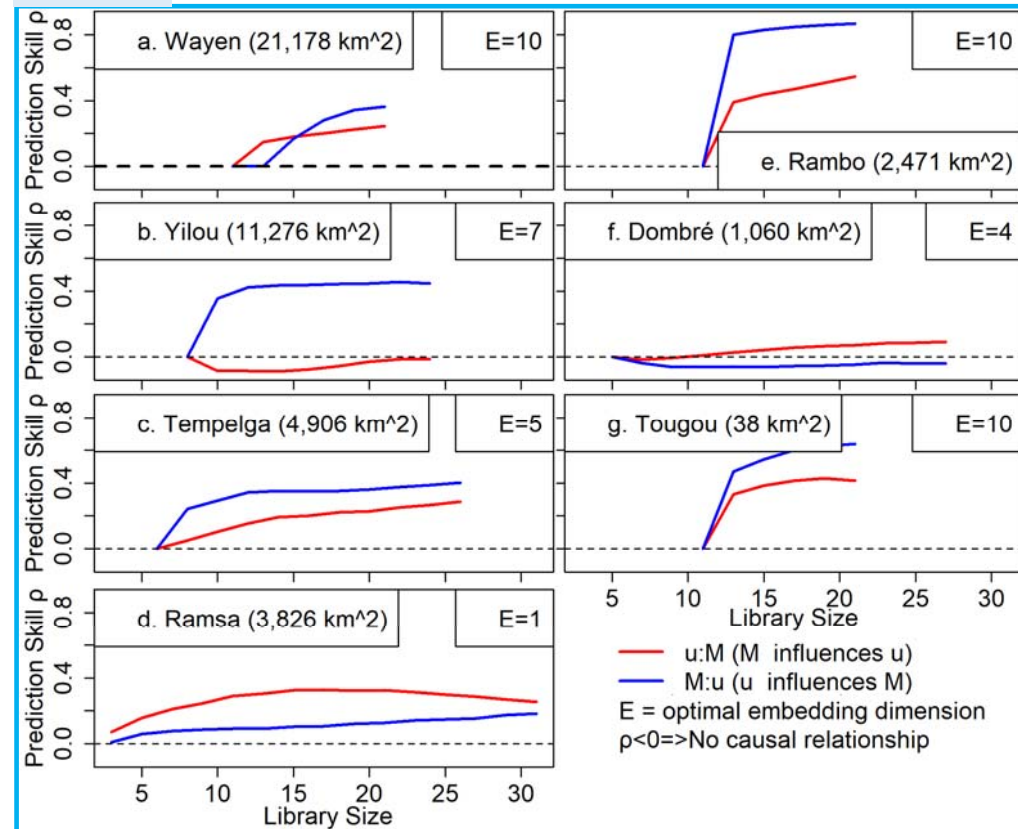 Prediction Skill ρ
0.0 0.4 0.8
a. Wayen (21,178 km^2)
E=10
E=10
e. Rambo (2,471 km^2)
Prediction Skill ρ
0.0 0.4 0.8
b. Yilou (11,276 km^2)
E=7
f. Dombré (1,060 km^2)
E=4
Prediction Skill ρ
0.0 0.4 0.8
c. Tempelga (4,906 km^2)
E=5
g. Tougou (38 km^2)
E=10
5 10 15 20 25 30
Library Size
Prediction Skill ρ
0.0 0.4 0.8
d. Ramsa (3,826 km^2)
E=1
5 10 15 20 25 30
Library Size
u:M (M influences u)
M:u (u influences M)
E = optimal embedding dimension
ρ<0=>No causal relationship